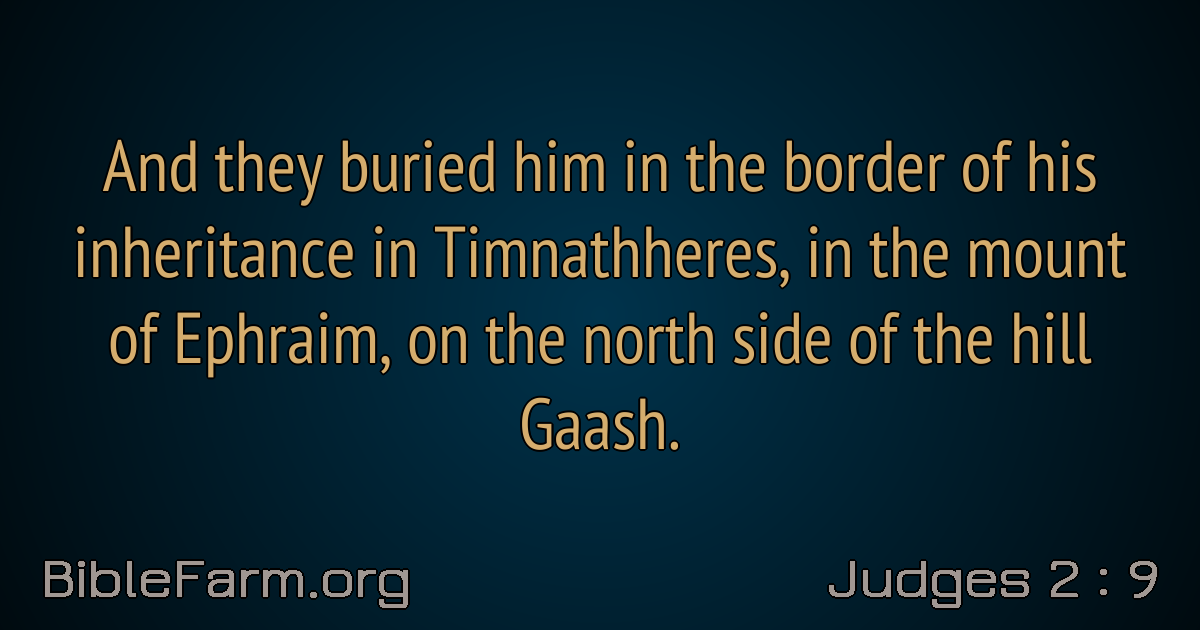 And they buried him in the border of his
inheritance in Timnathheres, in the mount
of Ephraim, on the north side of the hill
Gaash.
BibleFarm.org
Judges 2 : 9